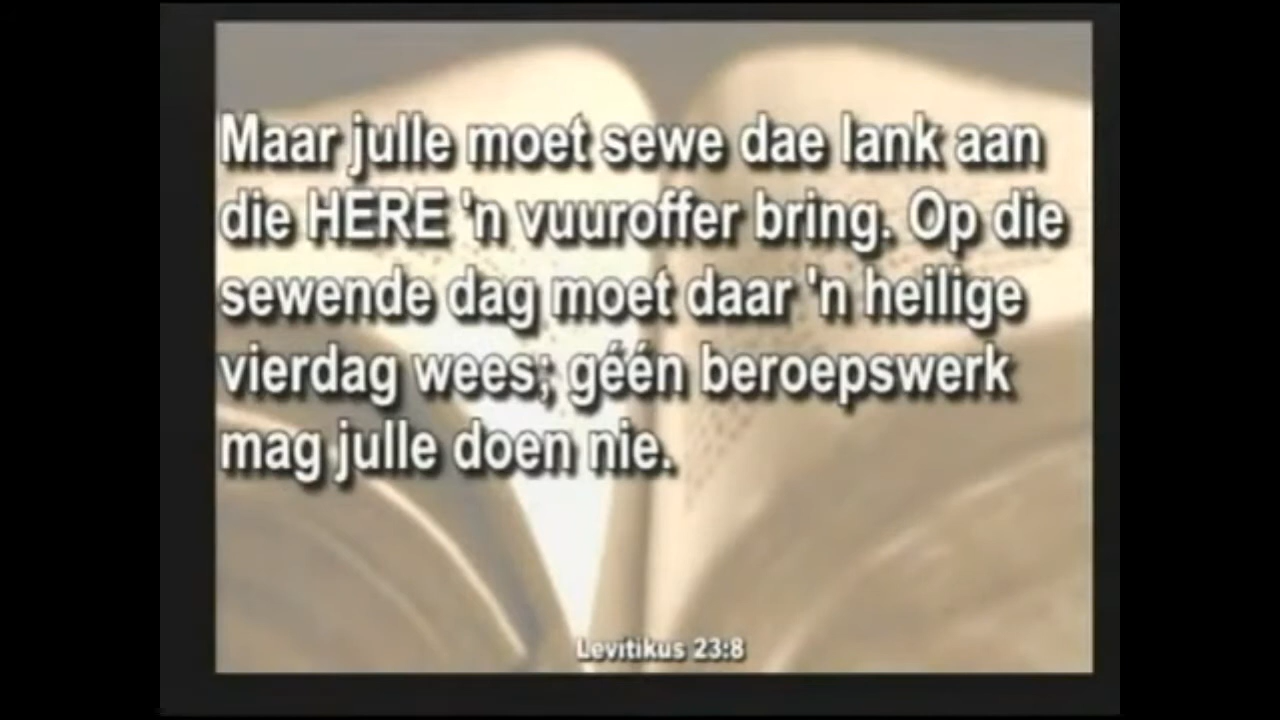 Maar julle moet sewe dae lank aan
die HERE 'n vuuroffer bring. Op die
sewende dag moet daar 'n heilige
vierdag wees; géén beroepswerk
mag julle doen nie.
Levitikus 23:8